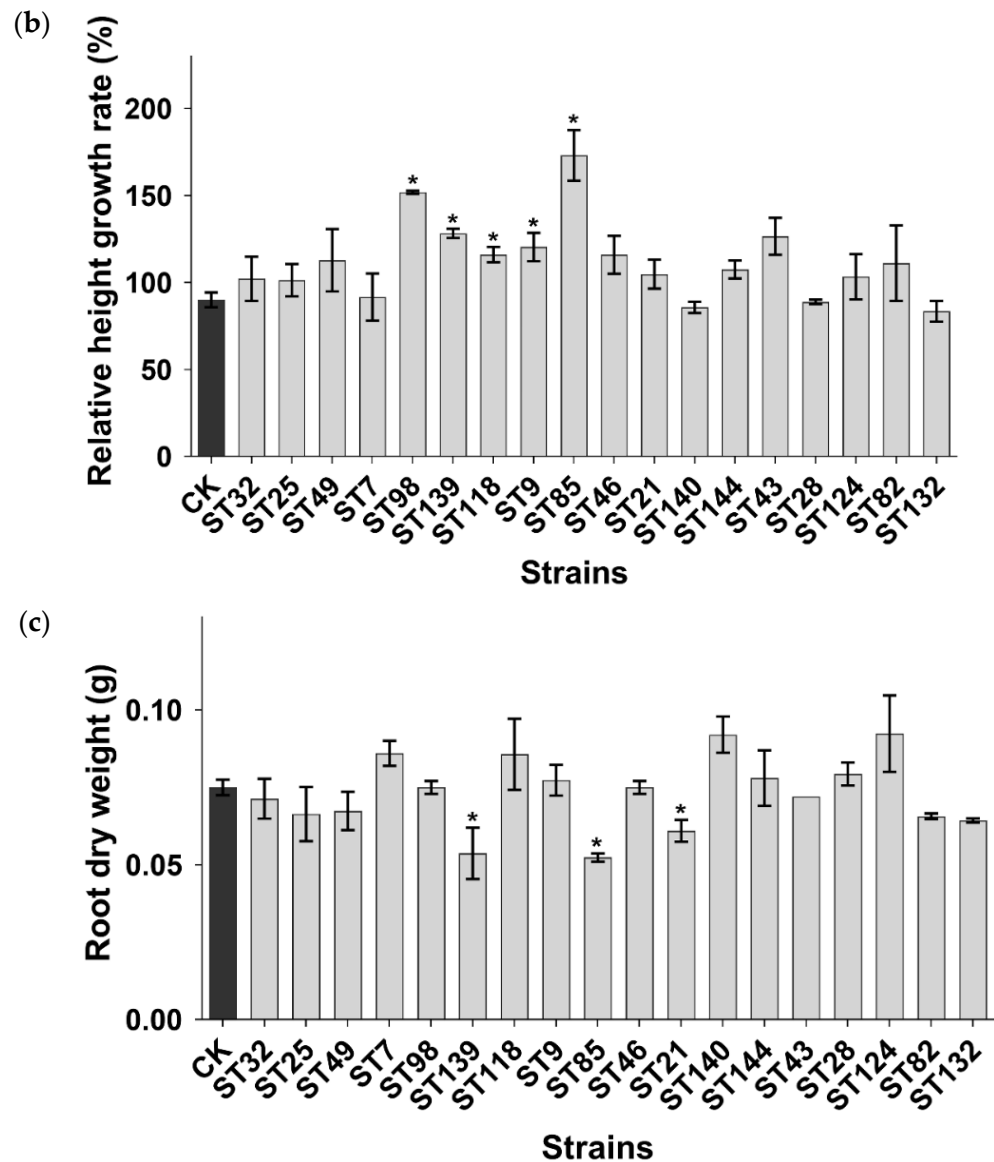 (b)
Relative height growth rate (%)
200
150
100
50
0
* * * * *
CK ST32 ST25 ST49 ST7 ST98 ST139 ST118 ST9 ST85 ST46 ST21 ST140 ST144 ST43 ST28 ST124 ST82 ST132
Strains
(c)
Root dry weight (g)
0.10
0.05
0.00
* * *
CK ST32 ST25 ST49 ST7 ST98 ST139 ST118 ST9 ST85 ST46 ST21 ST140 ST144 ST43 ST28 ST124 ST82 ST132
Strains